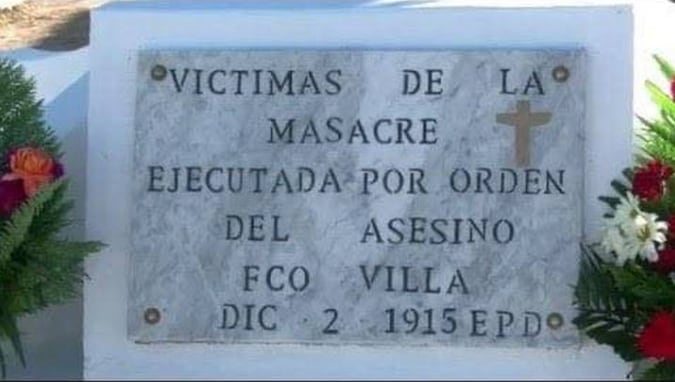 VICTIMAS DE LA
MASACRE
EJECUTADA POR ORDEN
DEL ASESINO
FCO VILLA
DIC 2 1915 EPD